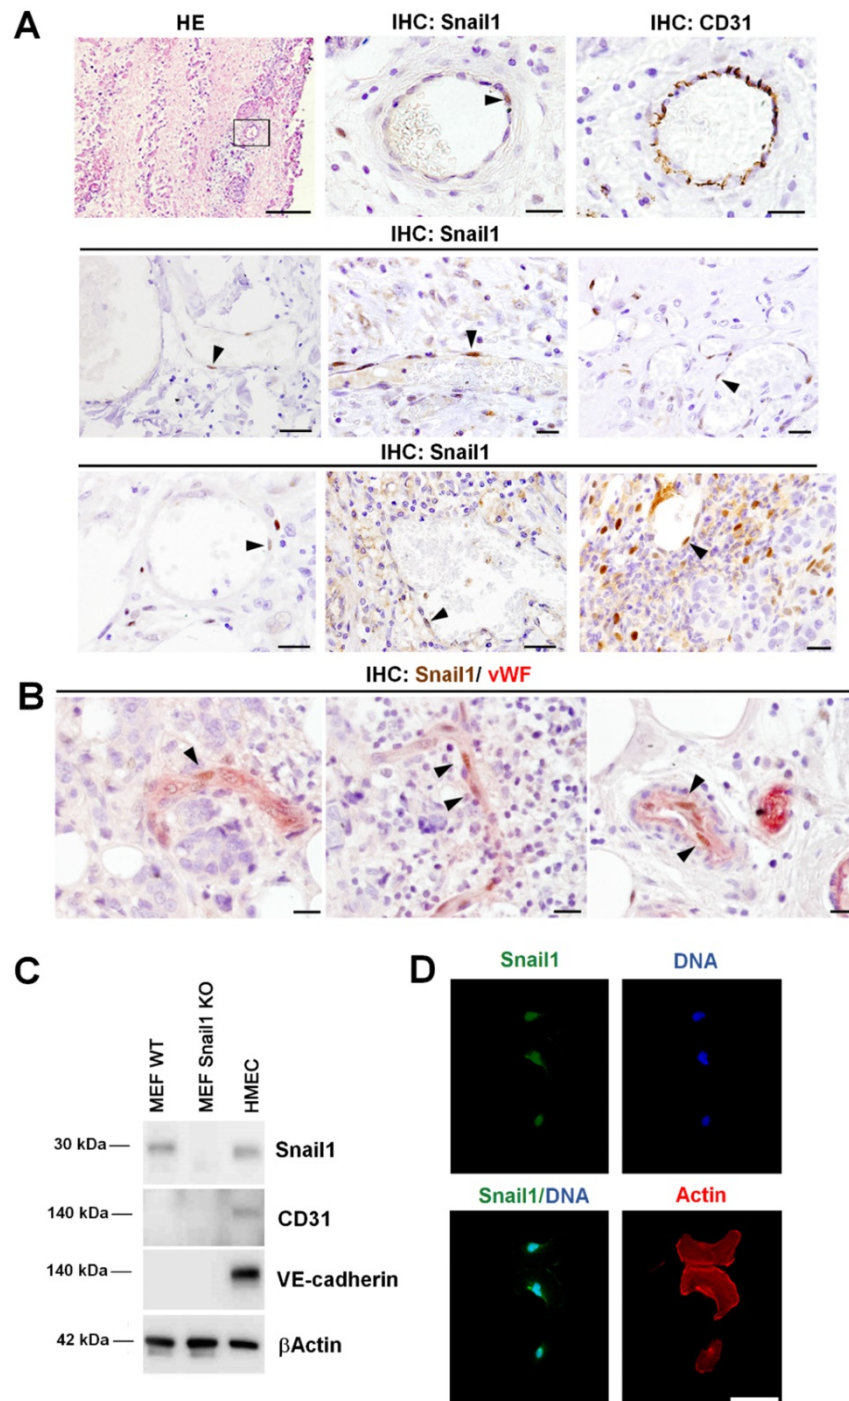 A
HE
IHC: Snail1
IHC: CD31
IHC: Snail1
IHC: Snail1
B
IHC: Snail1/ vWF
C
MEF WT
MEF Snail1 KO
HMEC
30 kDa
Snail1
140 kDa
CD31
140 kDa
VE-cadherin
42 kDa
βActin
D
Snail1
DNA
Snail1/DNA
Actin